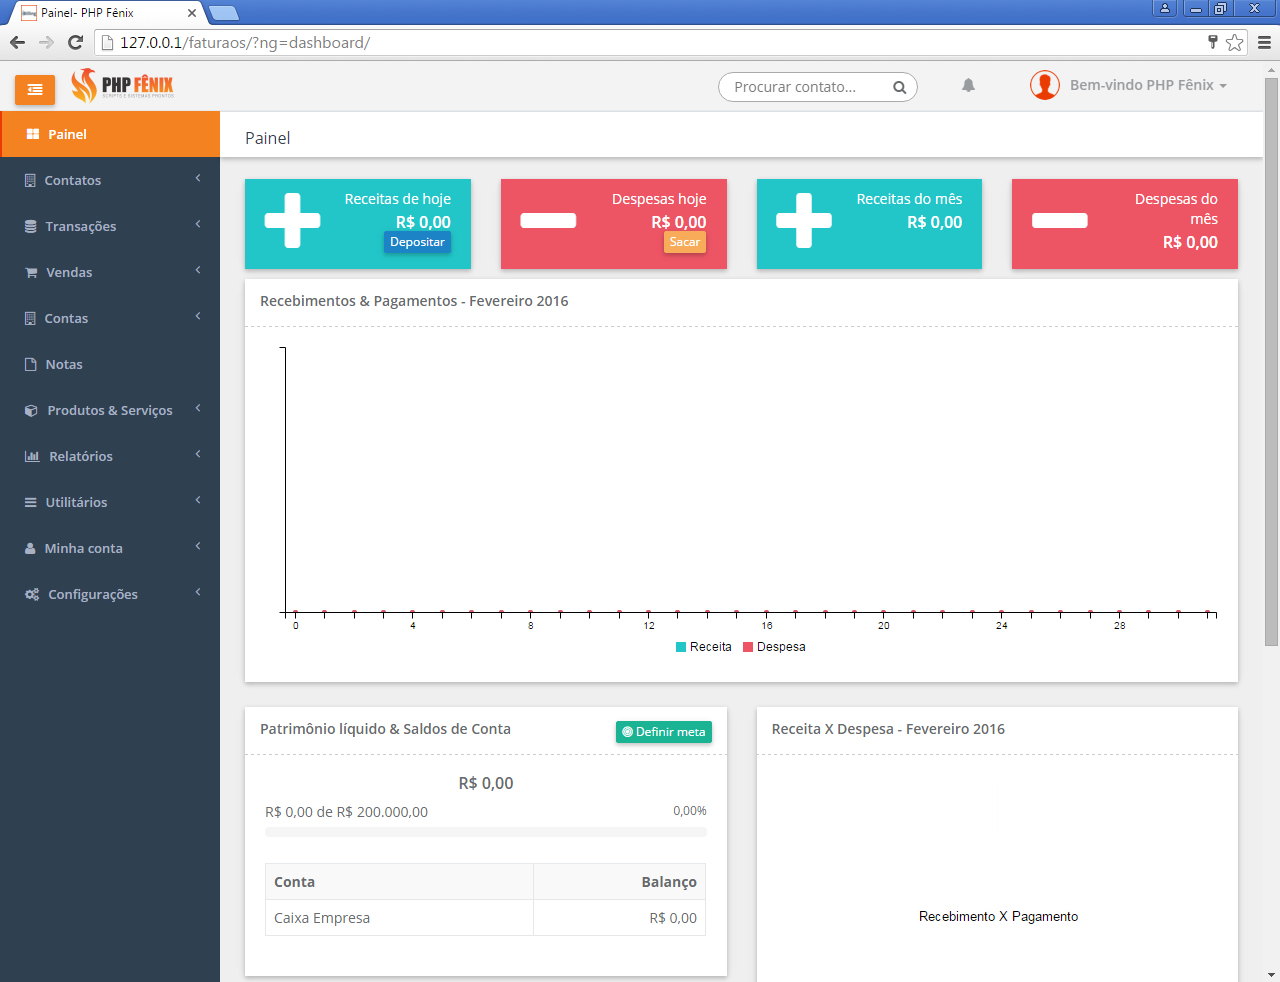 Painel- PHP Fênix
127.0.0.1/faturaos/?ng=dashboard/
PHP FÊNIX
SCRIPTS E SISTEMAS PRONTOS
Procurar contato...
Bem-vindo PHP Fênix
Painel
Contatos
Transações
Vendas
Contas
Notas
Produtos & Serviços
Relatórios
Utilitários
Minha conta
Configurações
Painel
Receitas de hoje
R$ 0,00
Depositar
Despesas hoje
R$ 0,00
Sacar
Receitas do mês
R$ 0,00
Despesas do
mês
R$ 0,00
Recebimentos & Pagamentos - Fevereiro 2016
0 4 8 12 16 20 24 28
Receita Despesa
Patrimônio líquido & Saldos de Conta
Definir meta
R$ 0,00
R$ 0,00 de R$ 200.000,00 0,00%
Conta Balanço
Caixa Empresa R$ 0,00
Receita X Despesa - Fevereiro 2016
Recebimento X Pagamento